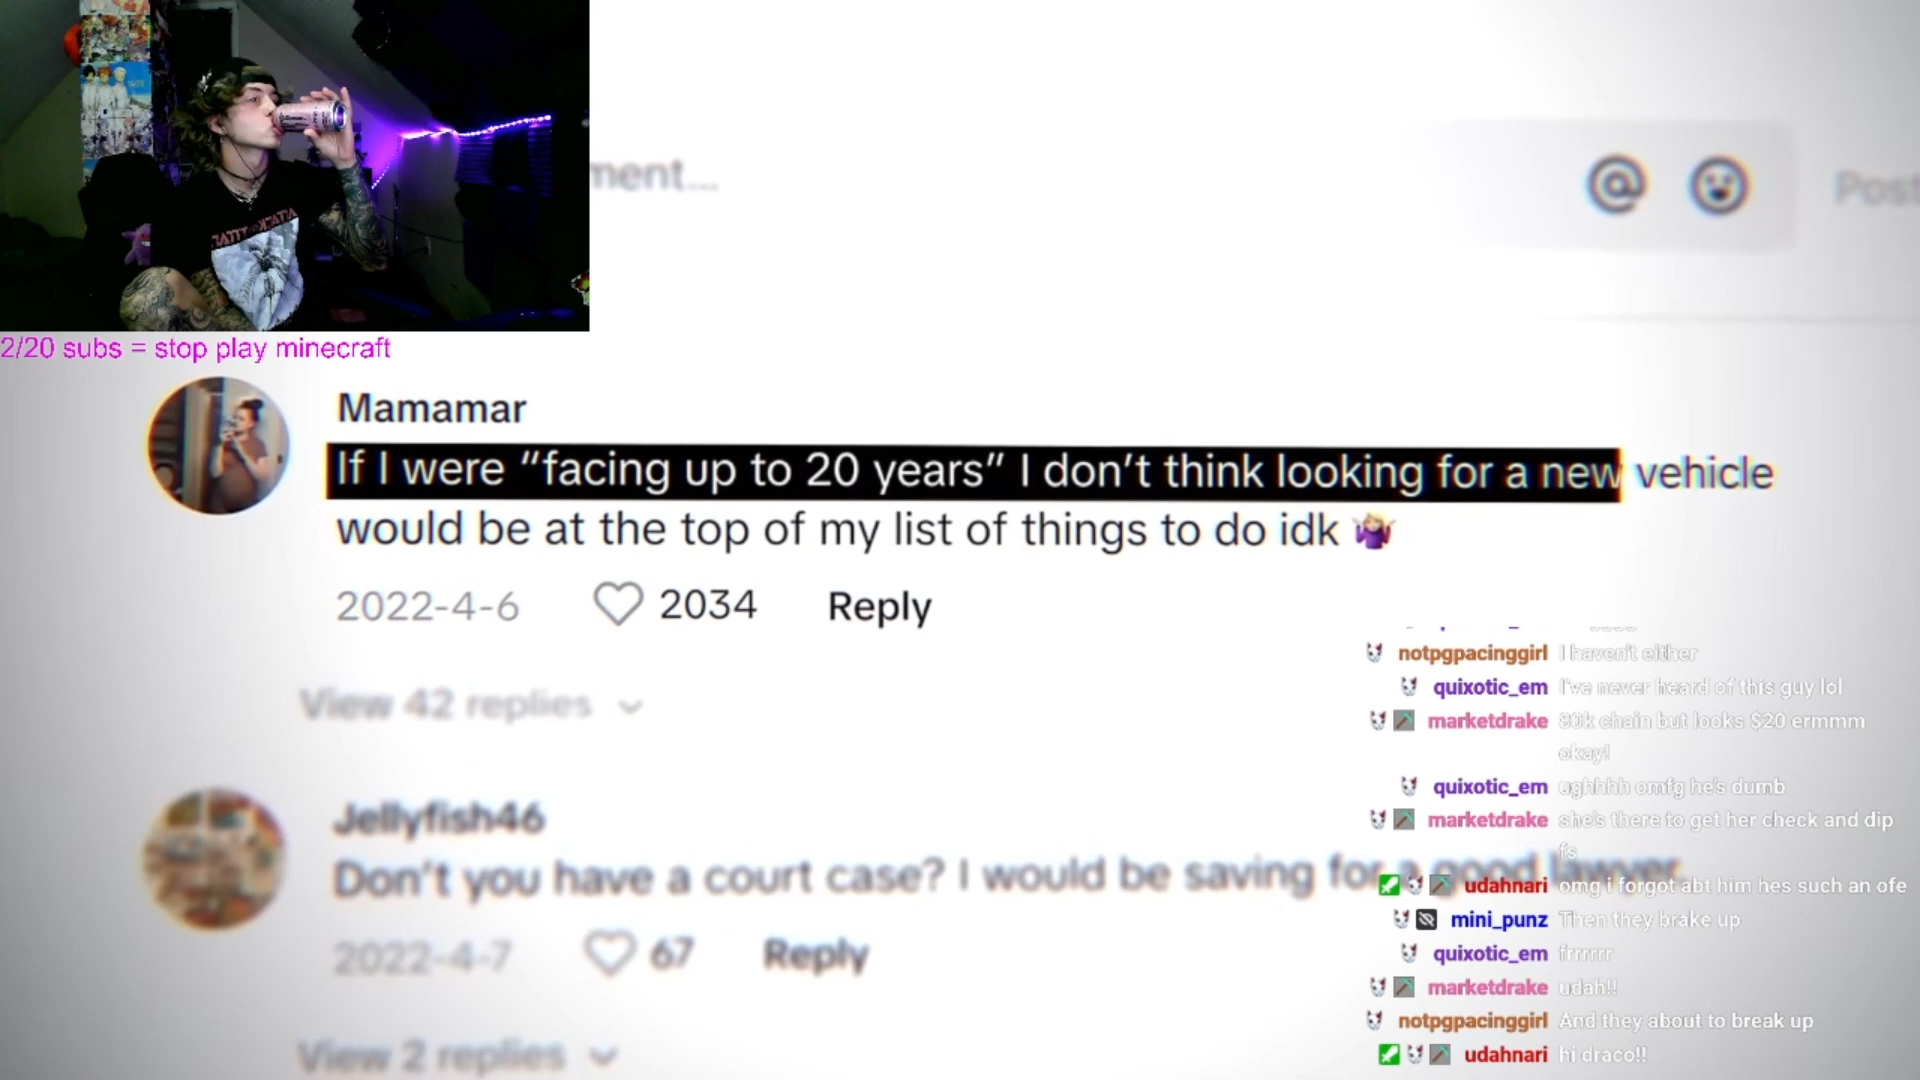 ment...
Post
2/20 subs = stop play minecraft
Mamamar
If I were “facing up to 20 years” I don’t think looking for a new vehicle
would be at the top of my list of things to do idk 🤷‍♀️
2022-4-6 2034 Reply
View 42 replies
Jellyfish46
Don’t you have a court case? I would be saving for a good lawyer.
2022-4-7 67 Reply
View 2 replies
notpgpacinggirl I haven't either
quixotic_em I've never heard of this guy lol
marketdrake 80k chain but looks $20 ermmm
okay!
quixotic_em ughhhh omfg he's dumb
marketdrake she's there to get her check and dip
fs
udahnari omg i forgot abt him hes such an ofe
mini_punz Then they brake up
quixotic_em frrrrrr
marketdrake udah!!
notpgpacinggirl And they about to break up
udahnari hi draco!!